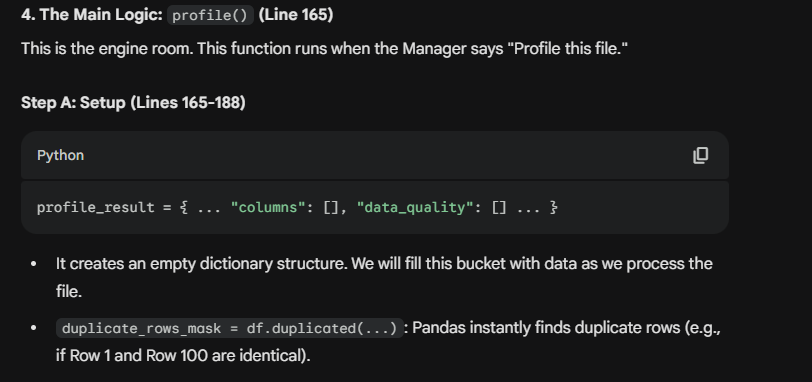 4. The Main Logic: profile() (Line 165)
This is the engine room. This function runs when the Manager says "Profile this file."
Step A: Setup (Lines 165-188)
Python
profile_result = { ... "columns": [], "data_quality": [] ... }
• It creates an empty dictionary structure. We will fill this bucket with data as we process the
file.
• duplicate_rows_mask = df.duplicated(...) : Pandas instantly finds duplicate rows (e.g.,
if Row 1 and Row 100 are identical).